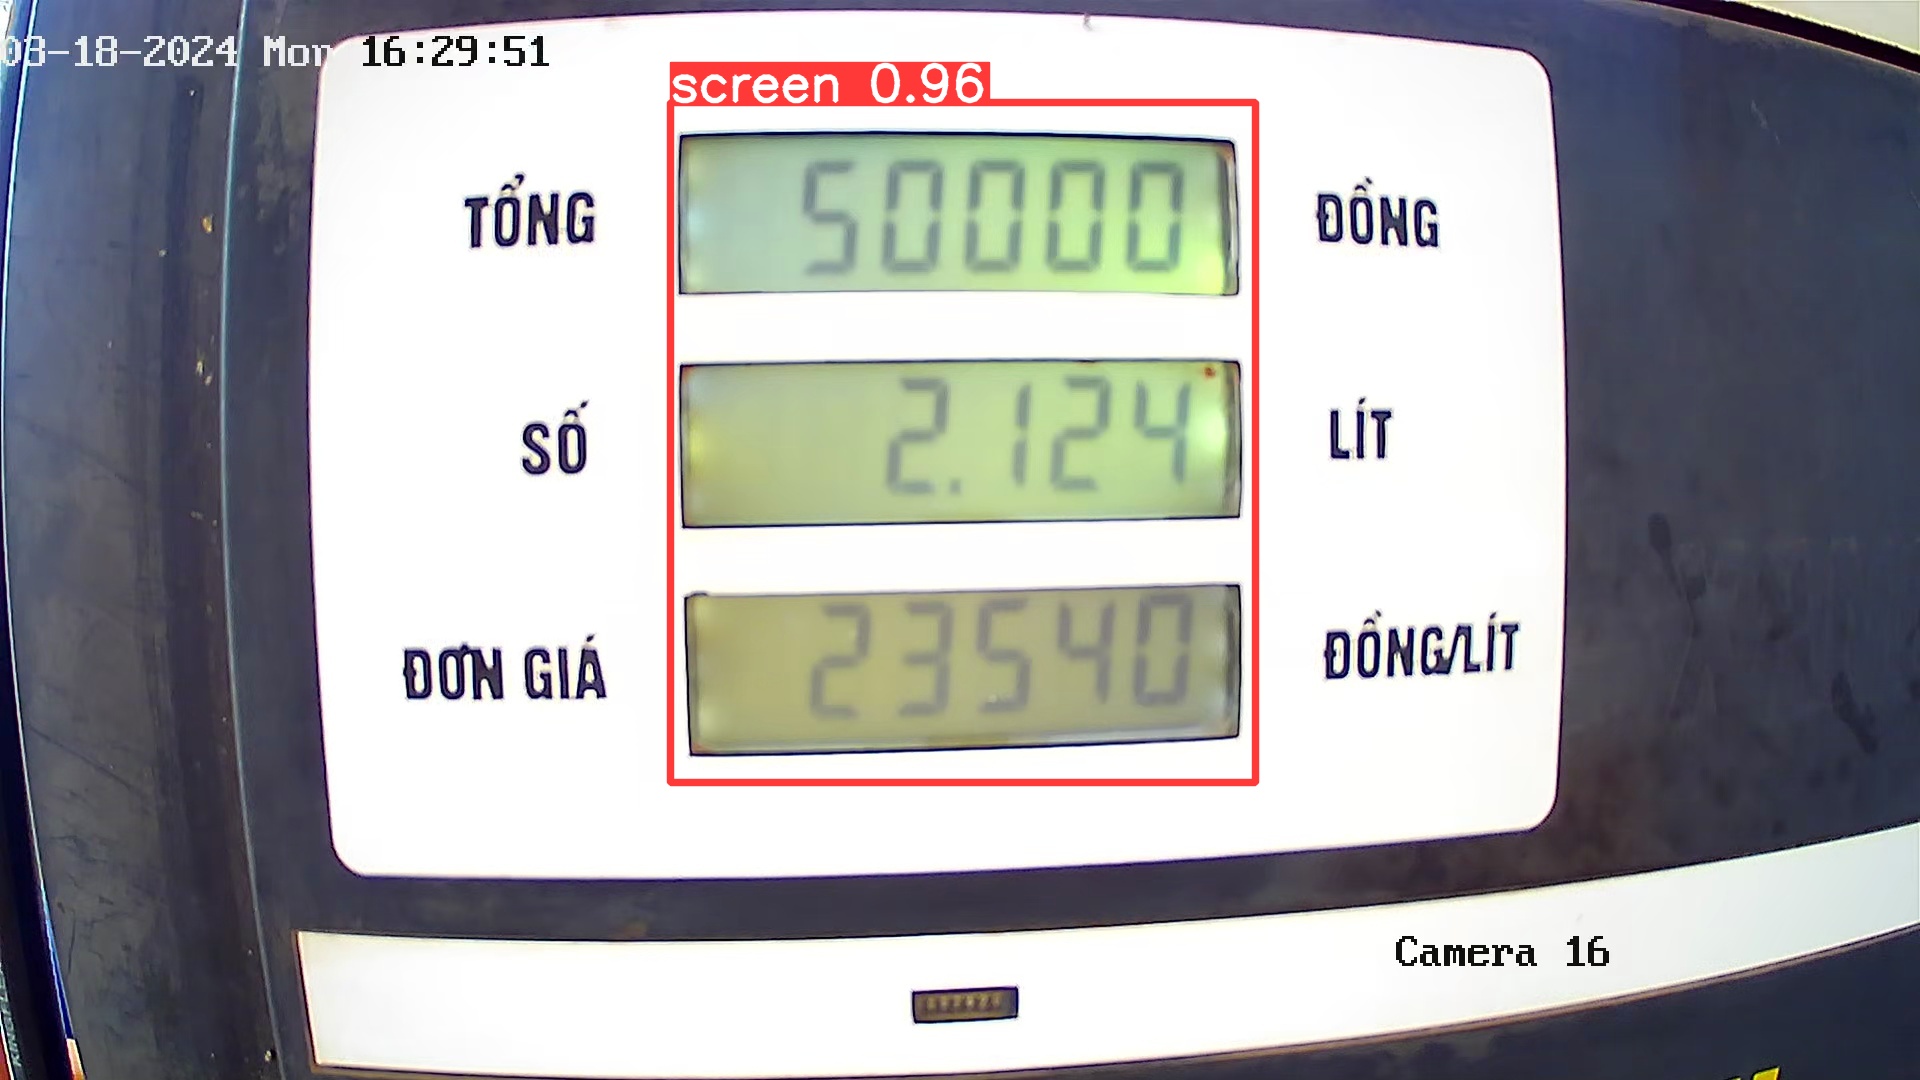 03-18-2024 Mon 16:29:51
screen 0.96
TỔNG 50000 ĐỒNG
SỐ 2.124 LÍT
ĐƠN GIÁ 23540 ĐỒNG/LÍT
Camera 16